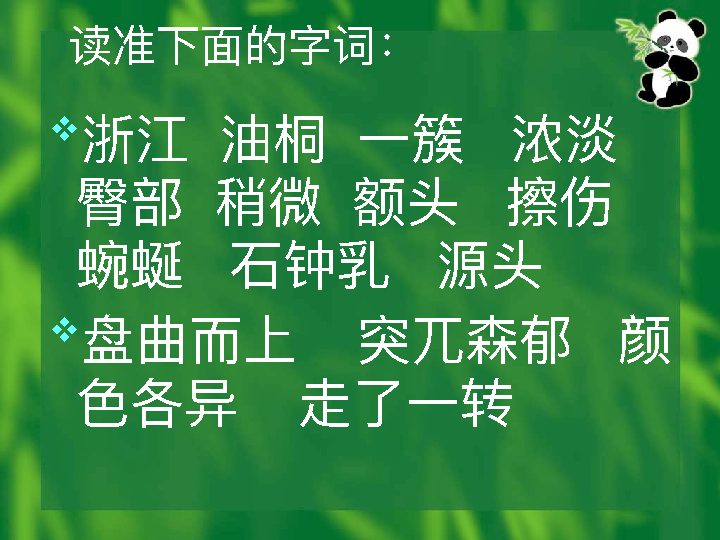 读准下面的字词：
浙江 油桐 一簇 浓淡
臀部 稍微 额头 擦伤
蜿蜒 石钟乳 源头
盘曲而上 突兀森郁 颜
色各异 走了一转